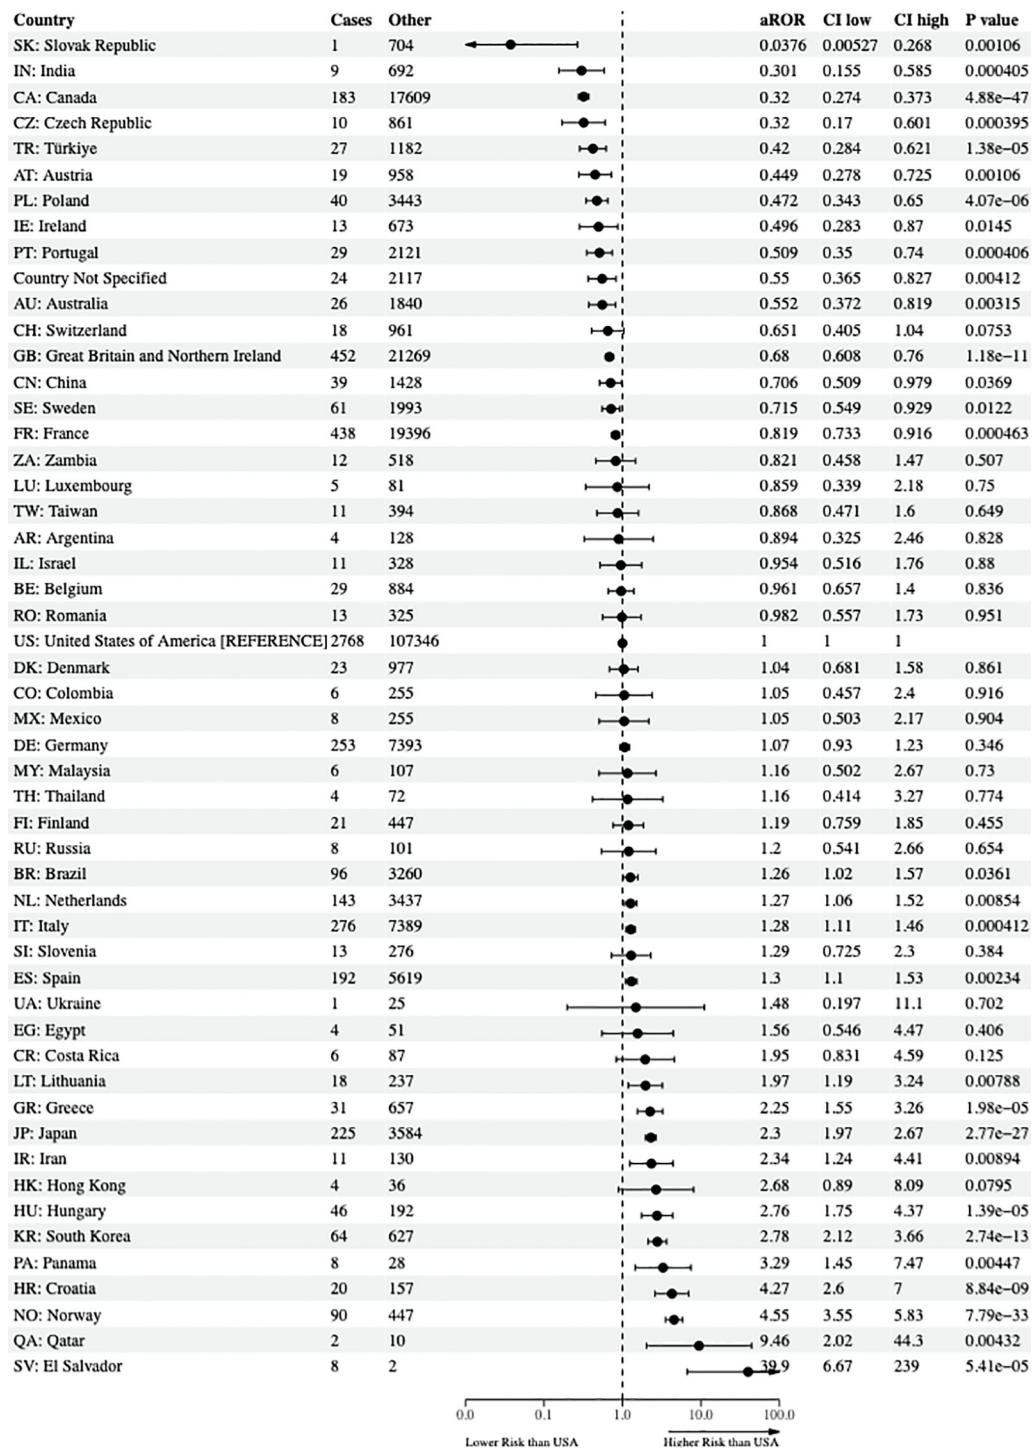 Country Cases Other aROR CI low CI high P value
SK: Slovak Republic 1 704 0.0376 0.00527 0.268 0.00106
IN: India 9 692 0.301 0.155 0.585 0.000405
CA: Canada 183 17609 0.32 0.274 0.373 4.88e−47
CZ: Czech Republic 10 861 0.32 0.17 0.601 0.000395
TR: Türkiye 27 1182 0.42 0.284 0.621 1.38e−05
AT: Austria 19 958 0.449 0.278 0.725 0.00106
PL: Poland 40 3443 0.472 0.343 0.65 4.07e−06
IE: Ireland 13 673 0.496 0.283 0.87 0.0145
PT: Portugal 29 2121 0.509 0.35 0.74 0.000406
Country Not Specified 24 2117 0.55 0.365 0.827 0.00412
AU: Australia 26 1840 0.552 0.372 0.819 0.00315
CH: Switzerland 18 961 0.651 0.405 1.04 0.0753
GB: Great Britain and Northern Ireland 452 21269 0.68 0.608 0.76 1.18e−11
CN: China 39 1428 0.706 0.509 0.979 0.0369
SE: Sweden 61 1993 0.715 0.549 0.929 0.0122
FR: France 438 19396 0.819 0.733 0.916 0.000463
ZA: Zambia 12 518 0.821 0.458 1.47 0.507
LU: Luxembourg 5 81 0.859 0.339 2.18 0.75
TW: Taiwan 11 394 0.868 0.471 1.6 0.649
AR: Argentina 4 128 0.894 0.325 2.46 0.828
IL: Israel 11 328 0.954 0.516 1.76 0.88
BE: Belgium 29 884 0.961 0.657 1.4 0.836
RO: Romania 13 325 0.982 0.557 1.73 0.951
US: United States of America [REFERENCE] 2768 107346 1 1 1
DK: Denmark 23 977 1.04 0.681 1.58 0.861
CO: Colombia 6 255 1.05 0.457 2.4 0.916
MX: Mexico 8 255 1.05 0.503 2.17 0.904
DE: Germany 253 7393 1.07 0.93 1.23 0.346
MY: Malaysia 6 107 1.16 0.502 2.67 0.73
TH: Thailand 4 72 1.16 0.414 3.27 0.774
FI: Finland 21 447 1.19 0.759 1.85 0.455
RU: Russia 8 101 1.2 0.541 2.66 0.654
BR: Brazil 96 3260 1.26 1.02 1.57 0.0361
NL: Netherlands 143 3437 1.27 1.06 1.52 0.00854
IT: Italy 276 7389 1.28 1.11 1.46 0.000412
SI: Slovenia 13 276 1.29 0.725 2.3 0.384
ES: Spain 192 5619 1.3 1.1 1.53 0.00234
UA: Ukraine 1 25 1.48 0.197 11.1 0.702
EG: Egypt 4 51 1.56 0.546 4.47 0.406
CR: Costa Rica 6 87 1.95 0.831 4.59 0.125
LT: Lithuania 18 237 1.97 1.19 3.24 0.00788
GR: Greece 31 657 2.25 1.55 3.26 1.98e−05
JP: Japan 225 3584 2.3 1.97 2.67 2.77e−27
IR: Iran 11 130 2.34 1.24 4.41 0.00894
HK: Hong Kong 4 36 2.68 0.89 8.09 0.0795
HU: Hungary 46 192 2.76 1.75 4.37 1.39e−05
KR: South Korea 64 627 2.78 2.12 3.66 2.74e−13
PA: Panama 8 28 3.29 1.45 7.47 0.00447
HR: Croatia 20 157 4.27 2.6 7 8.84e−09
NO: Norway 90 447 4.55 3.55 5.83 7.79e−33
QA: Qatar 2 10 9.46 2.02 44.3 0.00432
SV: El Salvador 8 2 39.9 6.67 239 5.41e−05
0.0 0.1 1.0 10.0 100.0
Lower Risk than USA Higher Risk than USA